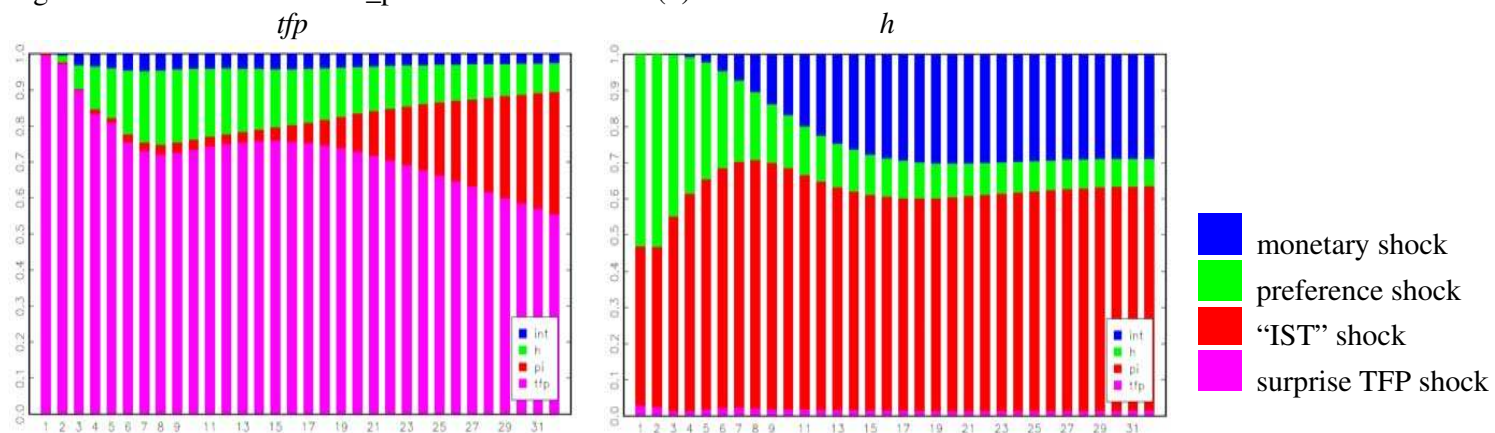 tfp
h
1.0
0.9
0.8
0.7
0.6
0.5
0.4
0.3
0.2
0.1
0.0
int
h
pi
tfp
1 2 3 4 5 6 7 8 9 11 13 15 17 19 21 23 25 27 29 31
1.0
0.9
0.8
0.7
0.6
0.5
0.4
0.3
0.2
0.1
0.0
int
h
pi
tfp
1 2 3 4 5 6 7 8 9 11 13 15 17 19 21 23 25 27 29 31
monetary shock
preference shock
“IST” shock
surprise TFP shock